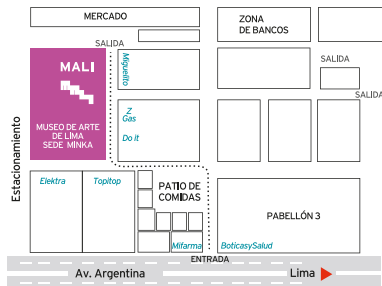 MERCADO
ZONA
DE BANCOS
SALIDA
MALI
MUSEO DE ARTE
DE LIMA
SEDE MINKA
Miguelito
SALIDA
SALIDA
Z
Gas
Do it
Estacionamiento
Elektra
Topitop
PATIO DE
COMIDAS
Mifarma
BoticasySalud
PABELLÓN 3
ENTRADA
Av. Argentina
Lima